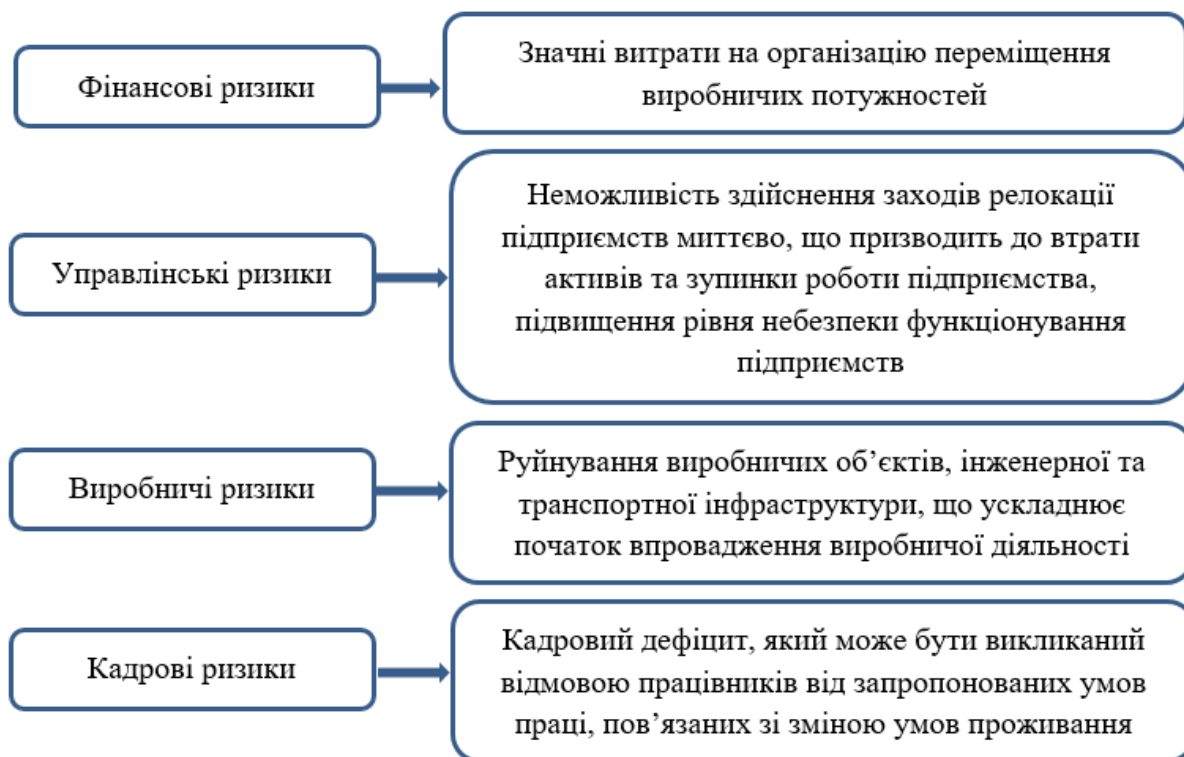 Фінансові ризики
Значні витрати на організацію переміщення
виробничих потужностей
Управлінські ризики
Неможливість здійснення заходів релокації
підприємств миттєво, що призводить до втрати
активів та зупинки роботи підприємства,
підвищення рівня небезпеки функціонування
підприємств
Виробничі ризики
Руйнування виробничих об’єктів, інженерної та
транспортної інфраструктури, що ускладнює
початок впровадження виробничої діяльності
Кадрові ризики
Кадровий дефіцит, який може бути викликаний
відмовою працівників від запропонованих умов
праці, пов’язаних зі зміною умов проживання